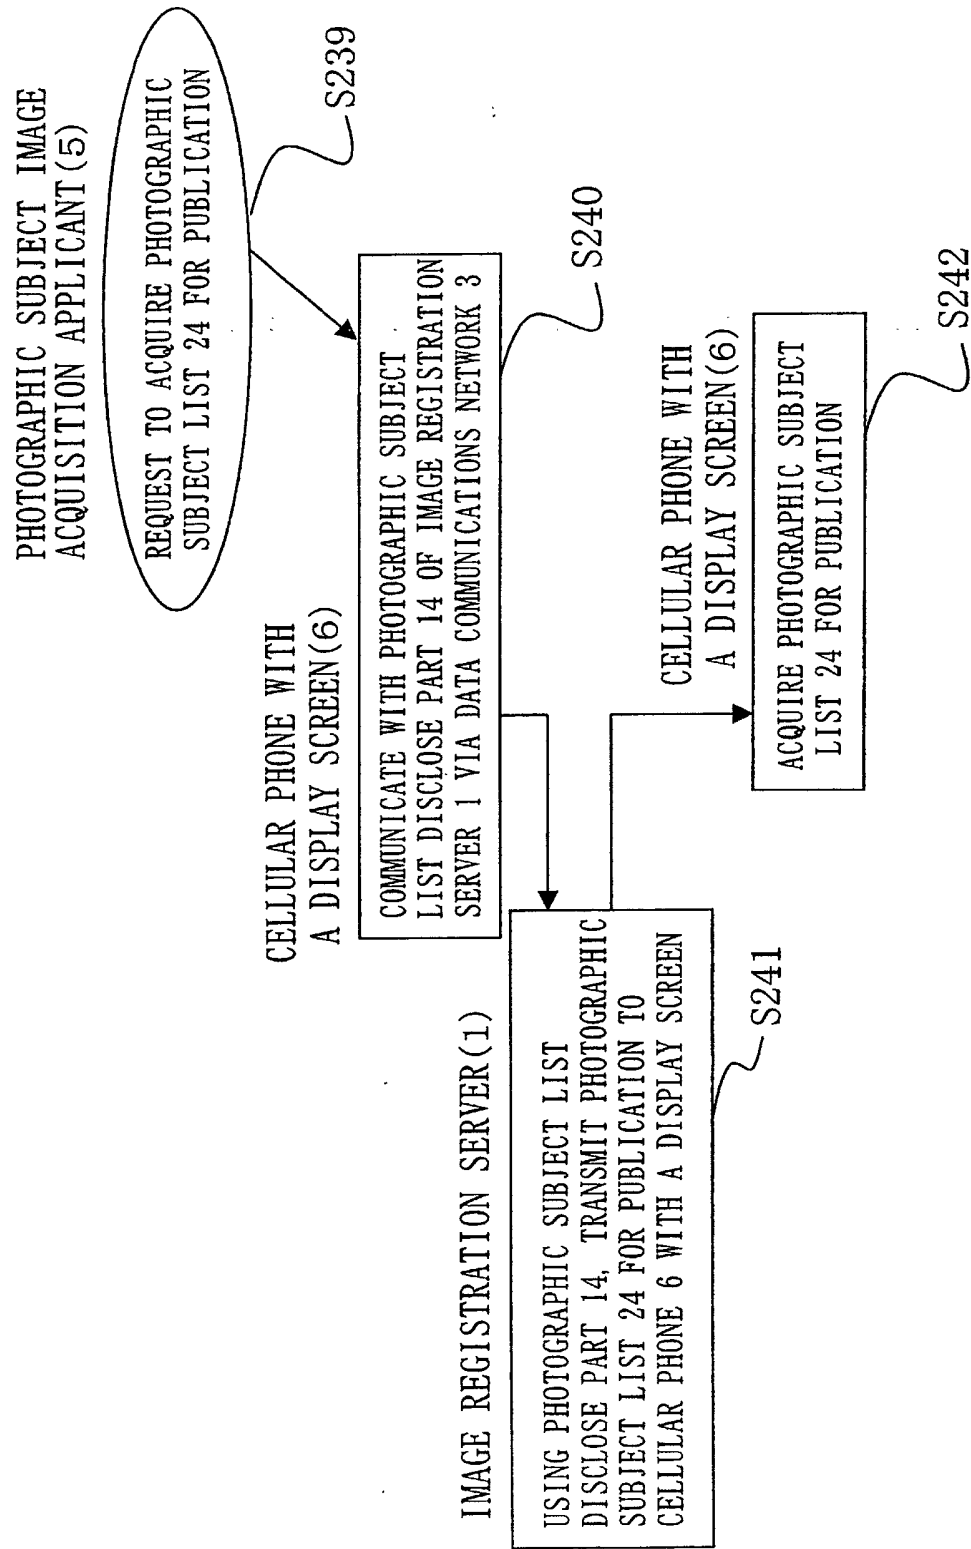 PHOTOGRAPHIC SUBJECT IMAGE
ACQUISITION APPLICANT(5)
REQUEST TO ACQUIRE PHOTOGRAPHIC
SUBJECT LIST 24 FOR PUBLICATION
S239
CELLULAR PHONE WITH
A DISPLAY SCREEN(6)
COMMUNICATE WITH PHOTOGRAPHIC SUBJECT
LIST DISCLOSE PART 14 OF IMAGE REGISTRATION
SERVER 1 VIA DATA COMMUNICATIONS NETWORK 3
S240
IMAGE REGISTRATION SERVER(1)
USING PHOTOGRAPHIC SUBJECT LIST
DISCLOSE PART 14, TRANSMIT PHOTOGRAPHIC
SUBJECT LIST 24 FOR PUBLICATION TO
CELLULAR PHONE 6 WITH A DISPLAY SCREEN
S241
CELLULAR PHONE WITH
A DISPLAY SCREEN(6)
ACQUIRE PHOTOGRAPHIC SUBJECT
LIST 24 FOR PUBLICATION
S242